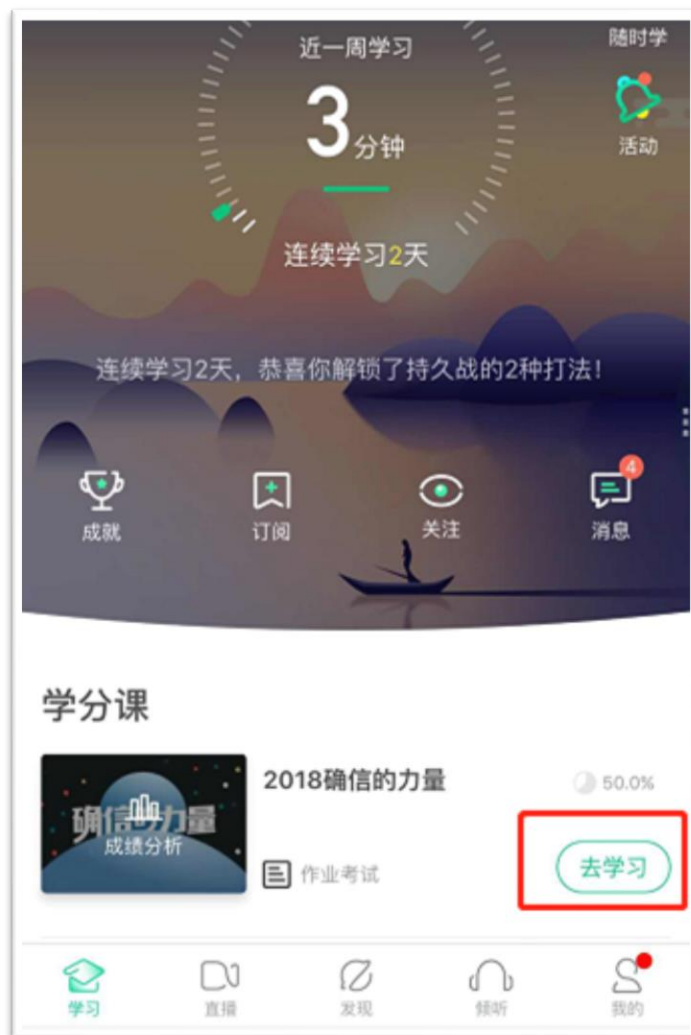 随时学
近一周学习
3分钟
活动
连续学习2天
连续学习2天，恭喜你解锁了持久战的2种打法！
成就
订阅
关注
4
消息
学分课
确信的力量
成绩分析
2018确信的力量
50.0%
作业考试
去学习
学习
直播
发现
倾听
我的